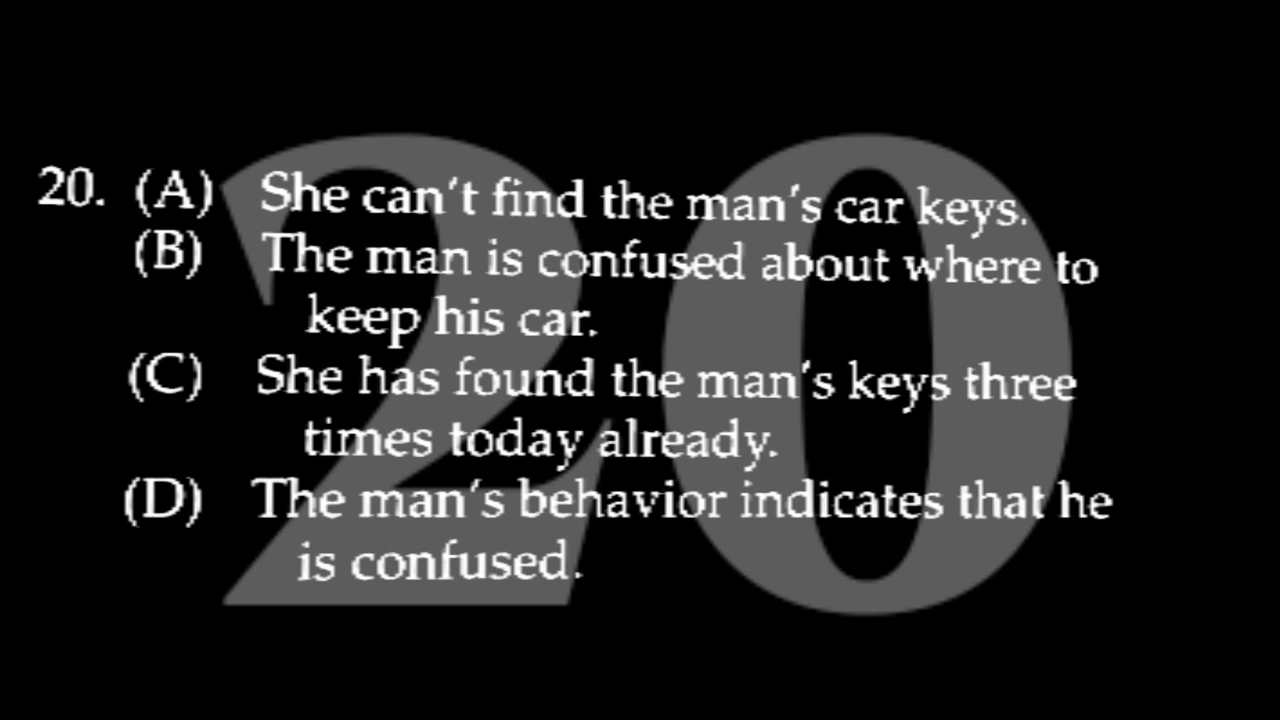 20
20. (A) She can't find the man's car keys.
(B) The man is confused about where to
keep his car.
(C) She has found the man's keys three
times today already.
(D) The man's behavior indicates that he
is confused.